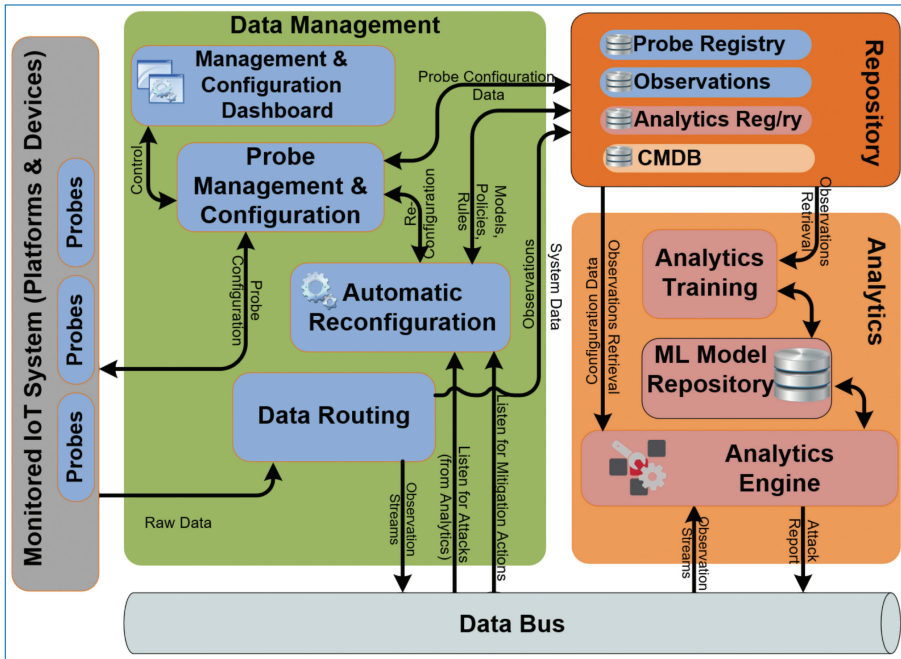 Monitored IoT System (Platforms & Devices)
Probes
Probes
Probes
Data Management
Management &
Configuration
Dashboard
Control
Probe
Management &
Configuration
Probe Configuration
Data
Re-
Configuration
Models,
Policies,
Rules
Probe
Configuration
Automatic
Reconfiguration
System Data
Observations
Data Routing
Raw Data
Observation
Streams
Listen for Attacks
(from Analytics)
Listen for Mitigation Actions
Repository
Probe Registry
Observations
Analytics Reg/ry
CMDB
Observations
Retrieval
Observations Retrieval
Configuration Data
Analytics
Analytics
Training
ML Model
Repository
Analytics
Engine
Observation
Streams
Attack
Report
Data Bus